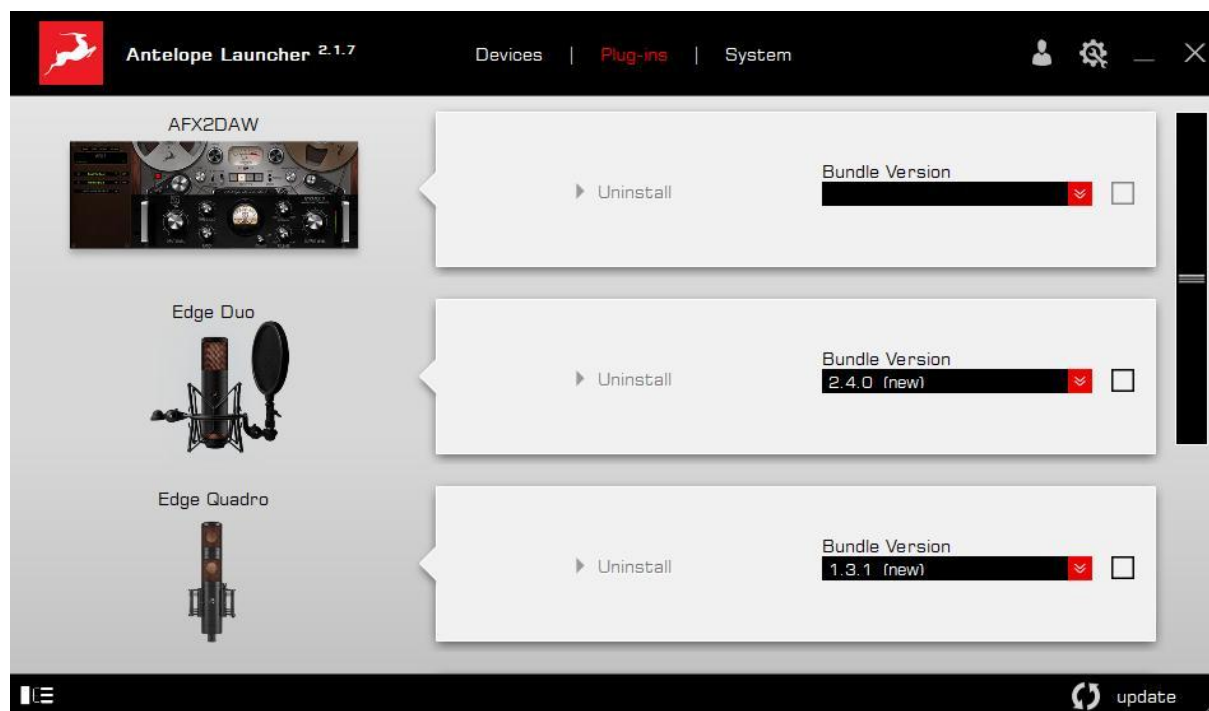 Antelope Launcher 2.1.7
Devices | Plug-ins | System
AFX2DAW
Uninstall
Bundle Version
Edge Duo
Uninstall
Bundle Version
2.4.0 (new)
Edge Quadro
Uninstall
Bundle Version
1.3.1 (new)
update